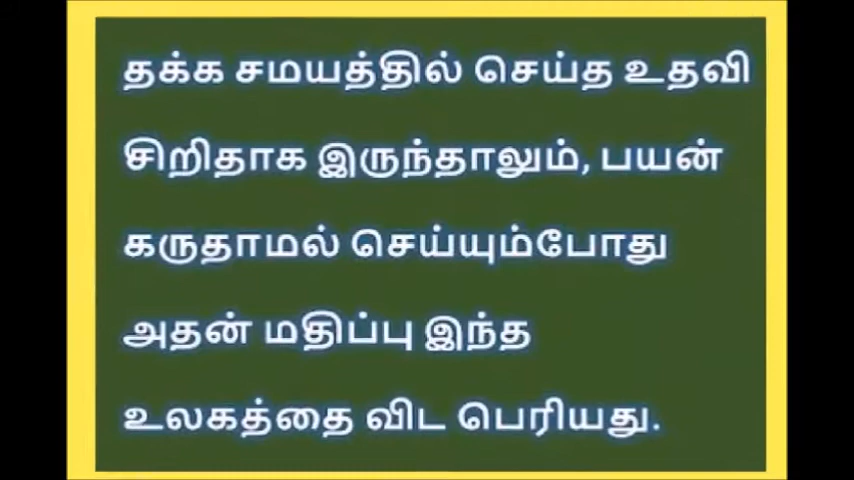 தக்க சமயத்தில் செய்த உதவி
சிறிதாக இருந்தாலும், பயன்
கருதாமல் செய்யும்போது
அதன் மதிப்பு இந்த
உலகத்தை விட பெரியது.